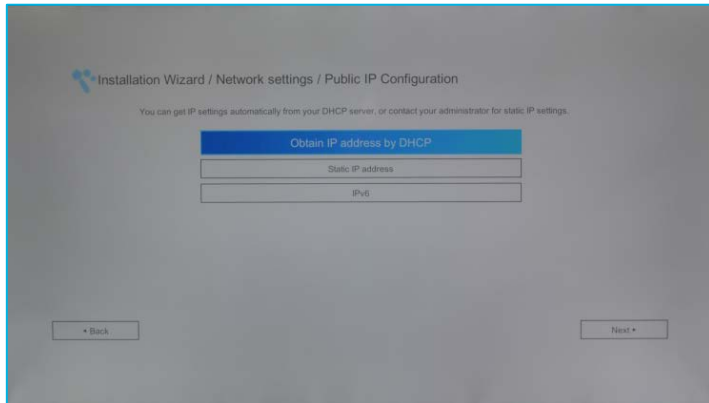 Installation Wizard / Network settings / Public IP Configuration
You can get IP settings automatically from your DHCP server, or contact your administrator for static IP settings.
Obtain IP address by DHCP
Static IP address
IPv6
• Back
Next •